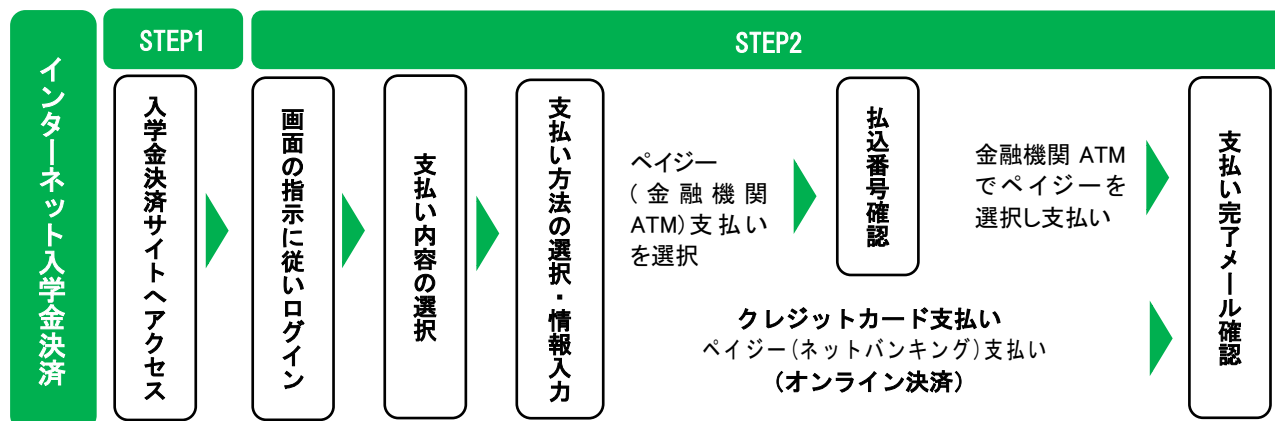 インターネット入学金決済
STEP1
STEP2
入学金決済サイトへアクセス
画面の指示に従いログイン
支払い内容の選択
支払い方法の選択・情報入力
ペイジー
(金融機関
ATM)支払い
を選択
払込番号確認
金融機関 ATM
でペイジーを
選択し支払い
クレジットカード支払い
ペイジー(ネットバンキング)支払い
(オンライン決済)
支払い完了メール確認